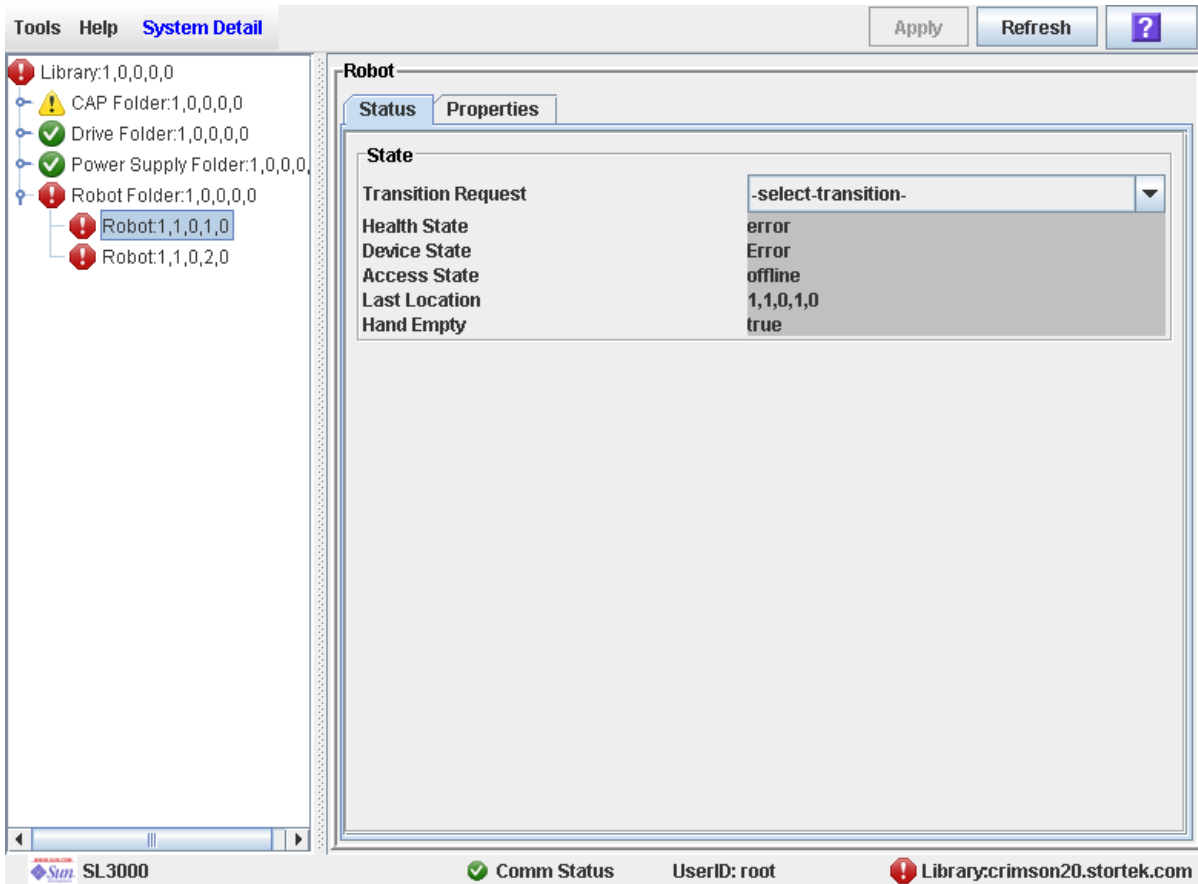 Tools Help System Detail Apply Refresh ?
Library:1,0,0,0,0
CAP Folder:1,0,0,0,0
Drive Folder:1,0,0,0,0
Power Supply Folder:1,0,0,0,
Robot Folder:1,0,0,0,0
Robot:1,1,0,1,0
Robot:1,1,0,2,0
Robot
Status Properties
State
Transition Request -select-transition-
Health State error
Device State Error
Access State offline
Last Location 1,1,0,1,0
Hand Empty true
Sun SL3000 Comm Status UserID: root Library:crimson20.stortek.com